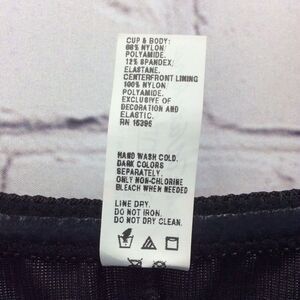 CUP & BODY:
88% NYLON/
POLYAMIDE.
12% SPANDEX/
ELASTANE.
CENTERFRONT LINING
100% NYLON
POLYAMIDE.
EXCLUSIVE OF
DECORATION AND
ELASTIC.
RN 15395
HAND WASH COLD.
DARK COLORS
SEPARATELY.
ONLY NON-CHLORINE
BLEACH WHEN NEEDED
LINE DRY.
DO NOT IRON.
DO NOT DRY CLEAN.